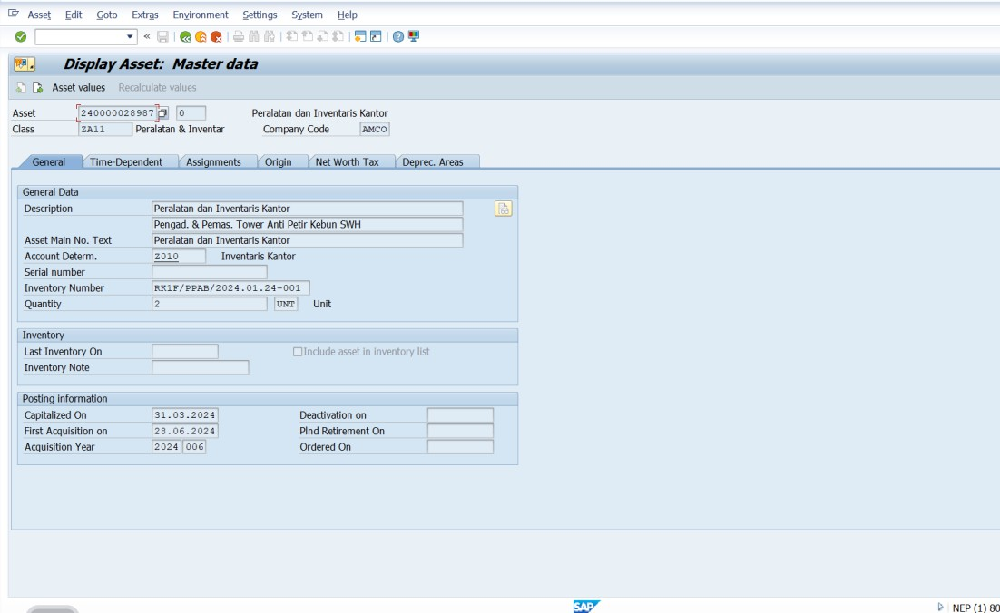 Asset Edit Goto Extras Environment Settings System Help
Display Asset: Master data
Asset values Recalculate values
Asset 240000028987 0 Peralatan dan Inventaris Kantor
Class ZA11 Peralatan & Inventar Company Code AMCO
General Time-Dependent Assignments Origin Net Worth Tax Deprec. Areas
General Data
Description Peralatan dan Inventaris Kantor
Pengad. & Pemas. Tower Anti Petir Kebun SWH
Asset Main No. Text Peralatan dan Inventaris Kantor
Account Determ. Z010 Inventaris Kantor
Serial number
Inventory Number RK1F/PPAB/2024.01.24-001
Quantity 2 UNT Unit
Inventory
Last Inventory On Include asset in inventory list
Inventory Note
Posting information
Capitalized On 31.03.2024 Deactivation on
First Acquisition on 28.06.2024 Plnd Retirement On
Acquisition Year 2024 006 Ordered On
SAP NEP (1) 80